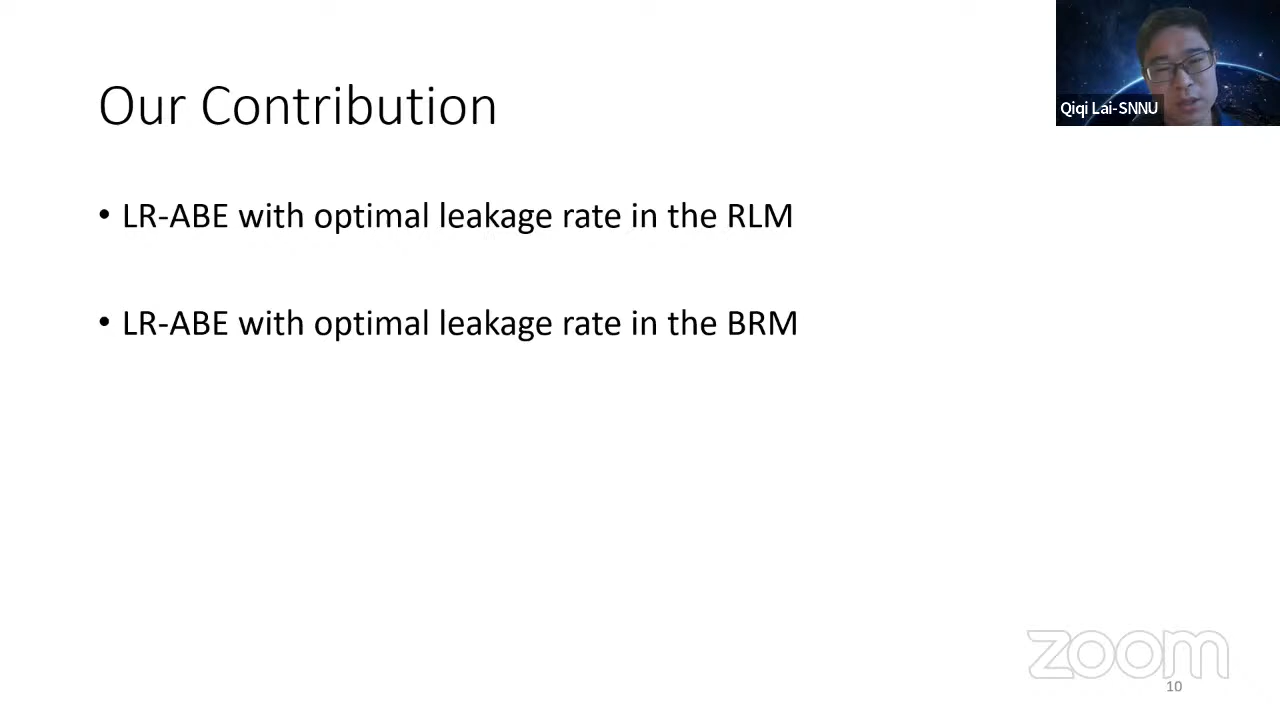 Our Contribution
Qiqi Lai-SNNU
• LR-ABE with optimal leakage rate in the RLM
• LR-ABE with optimal leakage rate in the BRM
zoom
10